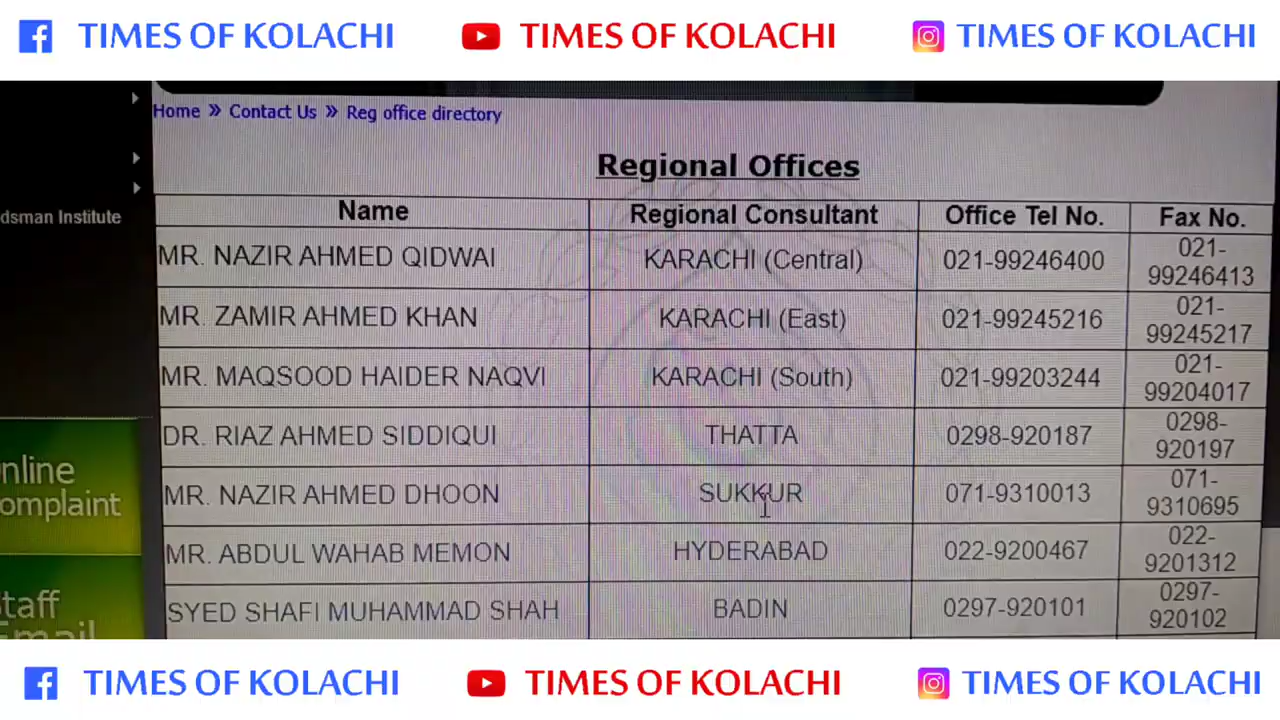 TIMES OF KOLACHI TIMES OF KOLACHI TIMES OF KOLACHI
Home » Contact Us » Reg office directory
Regional Offices
Name Regional Consultant Office Tel No. Fax No.
dsman Institute
MR. NAZIR AHMED QIDWAI KARACHI (Central) 021-99246400 021-
99246413
MR. ZAMIR AHMED KHAN KARACHI (East) 021-99245216 021-
99245217
MR. MAQSOOD HAIDER NAQVI KARACHI (South) 021-99203244 021-
99204017
DR. RIAZ AHMED SIDDIQUI THATTA 0298-920187 0298-
920197
nline
omplaint
MR. NAZIR AHMED DHOON SUKKUR 071-9310013 071-
9310695
MR. ABDUL WAHAB MEMON HYDERABAD 022-9200467 022-
9201312
taff
Email
SYED SHAFI MUHAMMAD SHAH BADIN 0297-920101 0297-
920102
TIMES OF KOLACHI TIMES OF KOLACHI TIMES OF KOLACHI